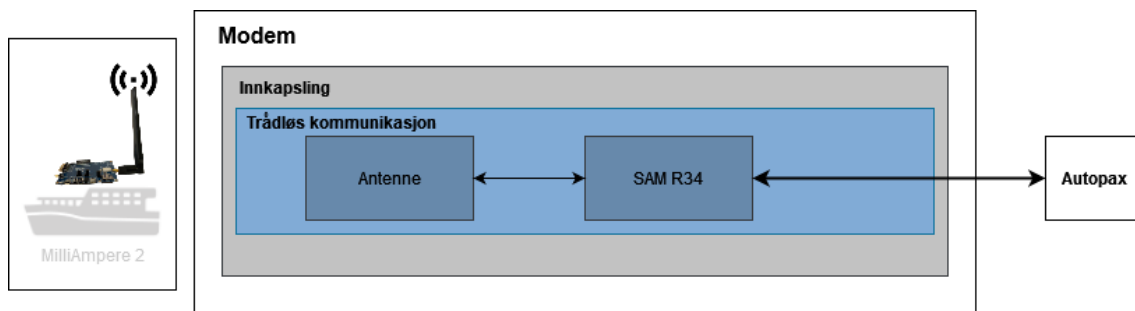 Modem
Innkapsling
Trådløs kommunikasjon
Antenne
SAM R34
Autopax
MilliAmpere 2